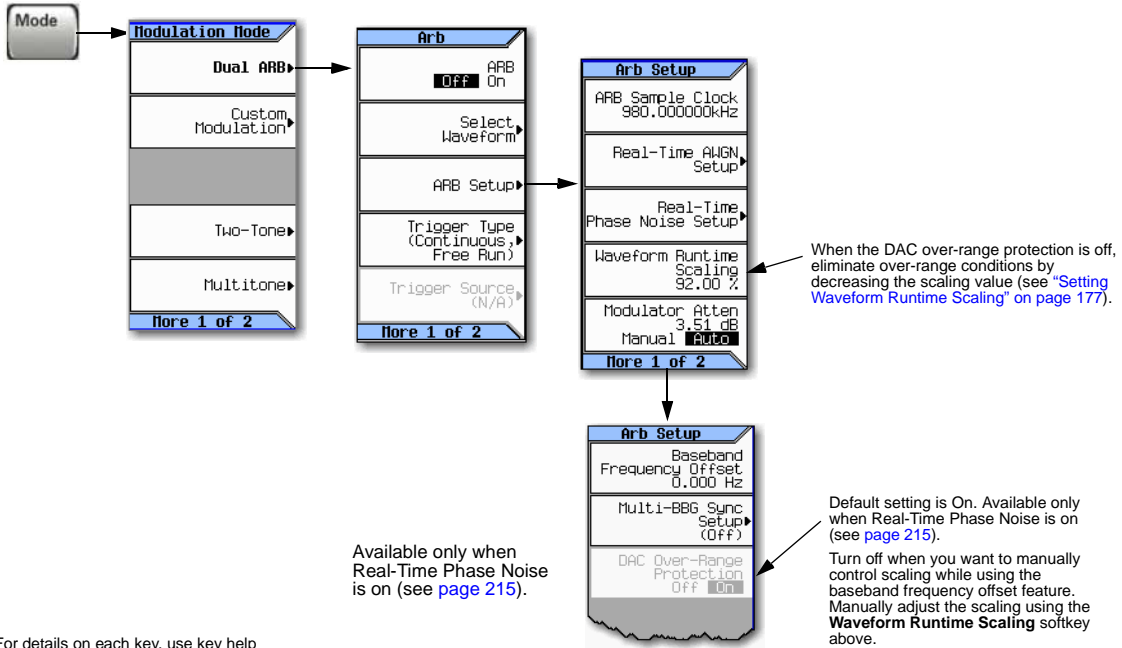 Mode
Modulation Mode
Dual ARB
Custom
Modulation
Two-Tone
Multitone
More 1 of 2
Arb
ARB
Off On
Select
Waveform
ARB Setup
Trigger Type
(Continuous,
Free Run)
Trigger Source
(N/A)
More 1 of 2
Arb Setup
ARB Sample Clock
980.000000kHz
Real-Time AWGN
Setup
Real-Time
Phase Noise Setup
Waveform Runtime
Scaling
92.00 %
Modulator Atten
3.51 dB
Manual Auto
More 1 of 2
When the DAC over-range protection is off,
eliminate over-range conditions by
decreasing the scaling value (see “Setting
Waveform Runtime Scaling” on page 177).
Arb Setup
Baseband
Frequency Offset
0.000 Hz
Multi-BBG Sync
Setup
(Off)
DAC Over-Range
Protection
Off On
Available only when
Real-Time Phase Noise
is on (see page 215).
Default setting is On. Available only
when Real-Time Phase Noise is on
(see page 215).
Turn off when you want to manually
control scaling while using the
baseband frequency offset feature.
Manually adjust the scaling using the
Waveform Runtime Scaling softkey
above.
For details on each key, use key help